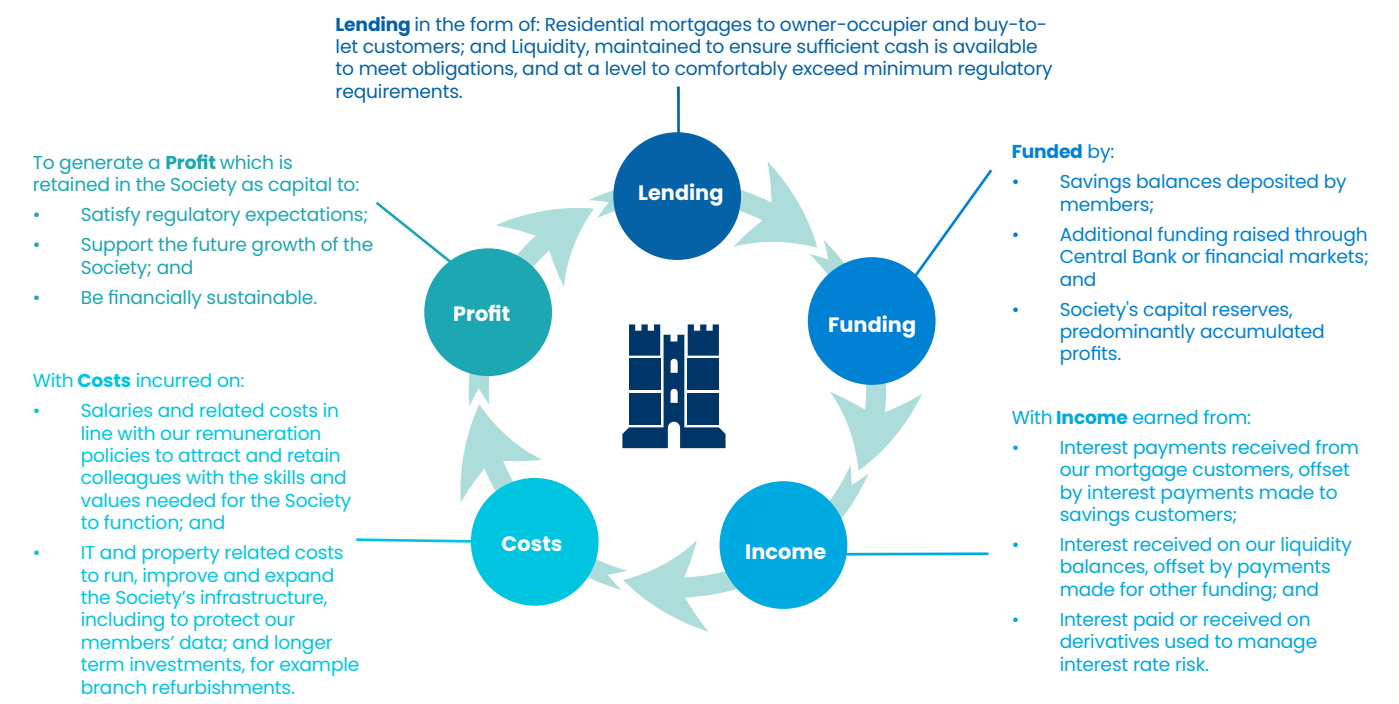 Lending in the form of: Residential mortgages to owner-occupier and buy-to-
let customers; and Liquidity, maintained to ensure sufficient cash is available
to meet obligations, and at a level to comfortably exceed minimum regulatory
requirements.
Lending
Funded by:
• Savings balances deposited by
members;
• Additional funding raised through
Central Bank or financial markets;
and
• Society's capital reserves,
predominantly accumulated
profits.
Funding
With Income earned from:
• Interest payments received from
our mortgage customers, offset
by interest payments made to
savings customers;
• Interest received on our liquidity
balances, offset by payments
made for other funding; and
• Interest paid or received on
derivatives used to manage
interest rate risk.
Income
With Costs incurred on:
• Salaries and related costs in
line with our remuneration
policies to attract and retain
colleagues with the skills and
values needed for the Society
to function; and
• IT and property related costs
to run, improve and expand
the Society’s infrastructure,
including to protect our
members’ data; and longer
term investments, for example
branch refurbishments.
Costs
To generate a Profit which is
retained in the Society as capital to:
• Satisfy regulatory expectations;
• Support the future growth of the
Society; and
• Be financially sustainable.
Profit